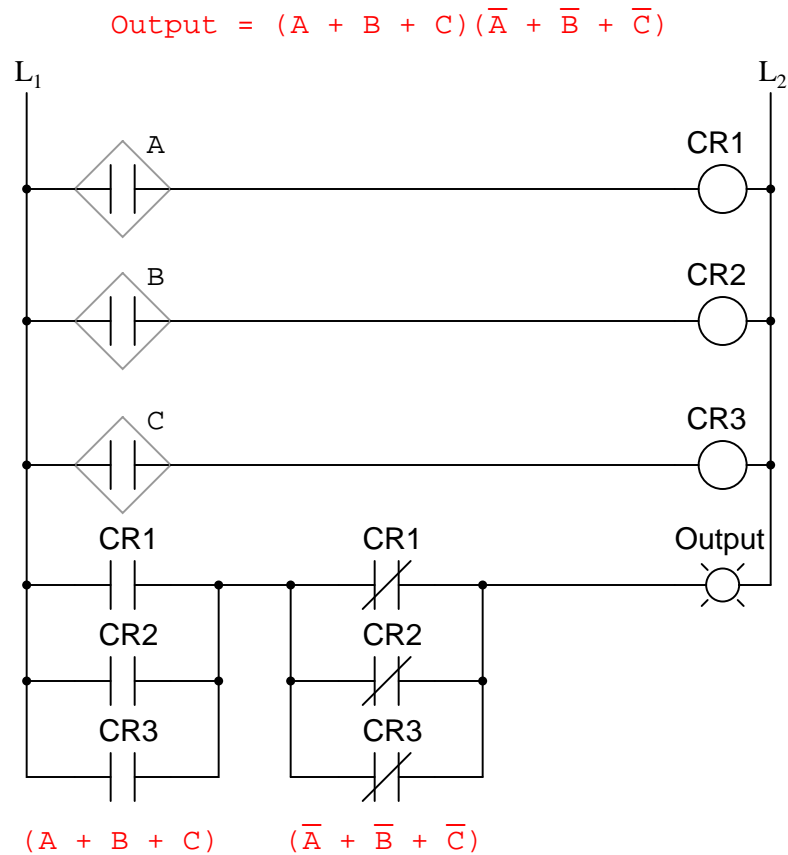 Output = (A + B + C)(A̅ + B̅ + C̅)
L₁ L₂
A CR1
B CR2
C CR3
CR1 CR1 Output
CR2 CR2
CR3 CR3
(A + B + C) (A̅ + B̅ + C̅)